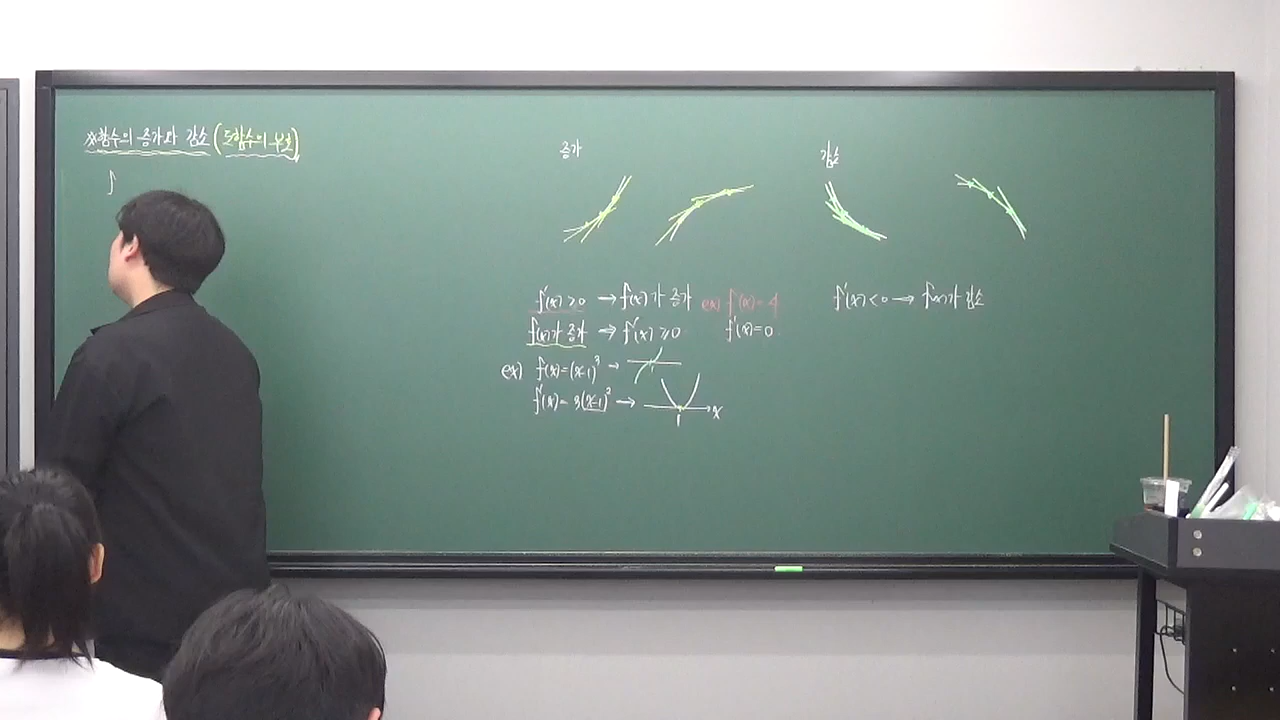 ※함수의 증가와 감소 (도함수의 부호)
f
증가
감소
f'(x) ≥0 → f(x)가 증가 ex) f'(x)=4
f'(x)<0 → f(x)가 감소
f(x)가 증가 → f'(x) ≥0 f'(x)=0
ex) f(x)=(x-1)³ →
1
f'(x)= 3(x-1)² →
x
1